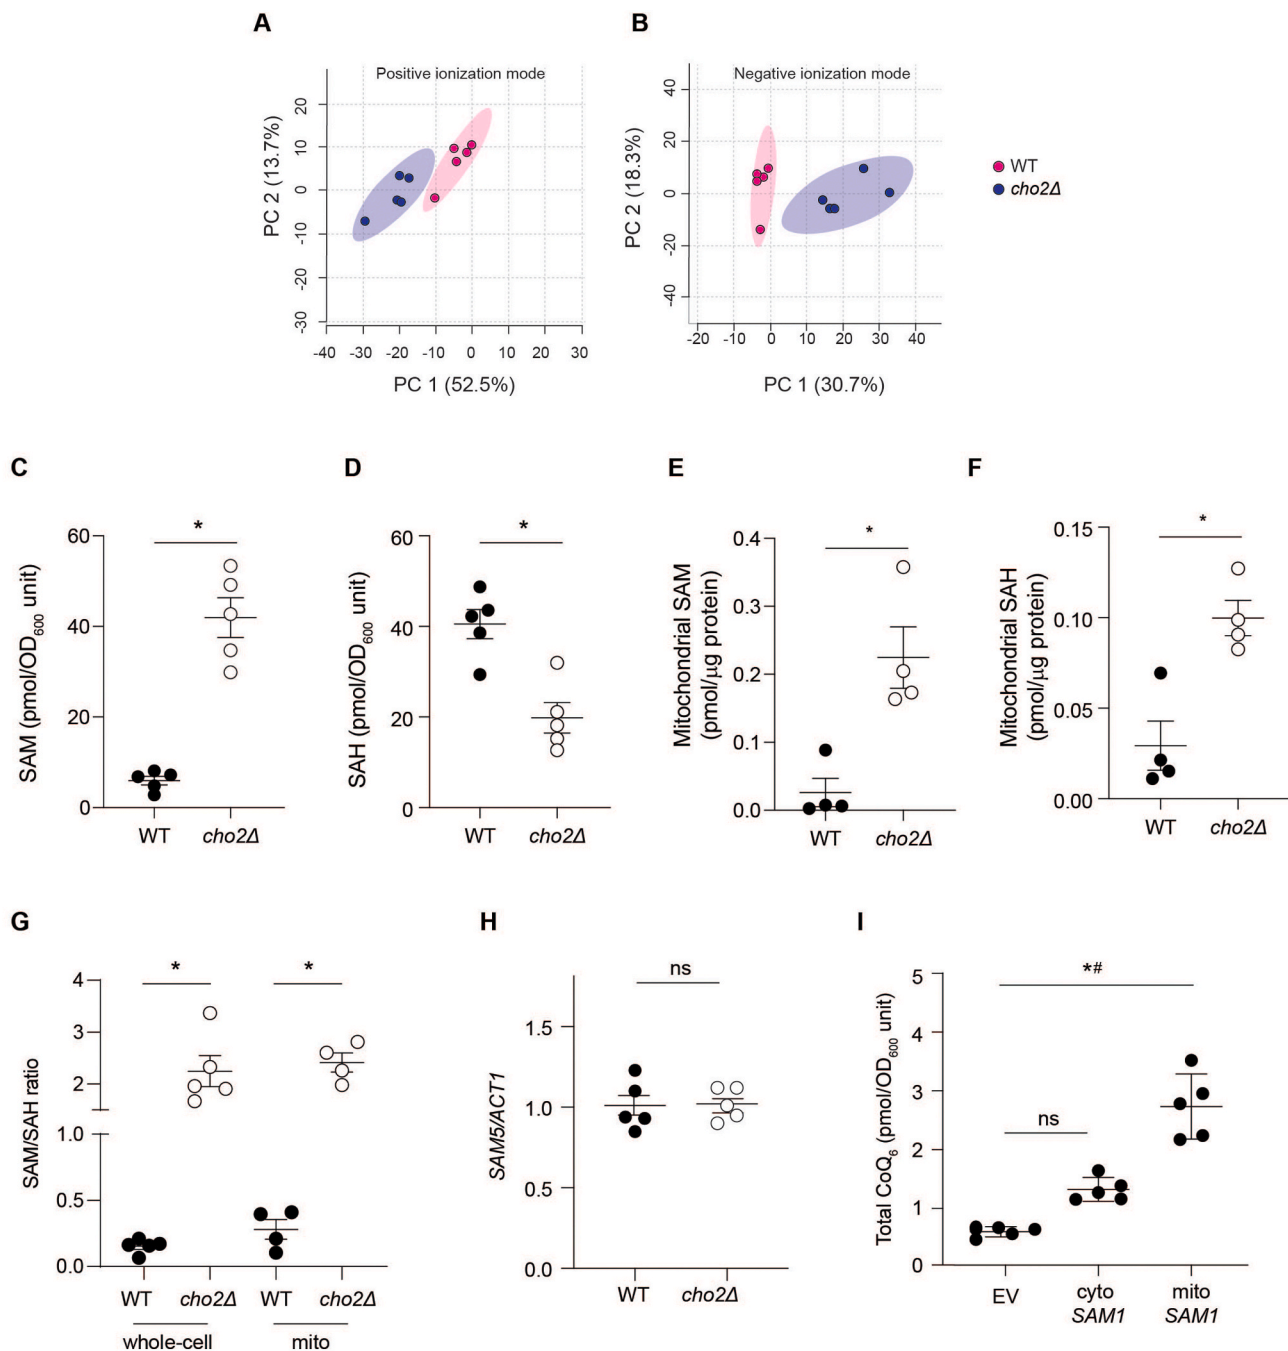 A
B
Positive ionization mode
Negative ionization mode
PC 2 (13.7%)
20
10
0
-10
-20
-30
-40 -30 -20 -10 0 10 20 30
PC 1 (52.5%)
PC 2 (18.3%)
40
20
0
-20
-40
-20 -10 0 10 20 30 40
PC 1 (30.7%)
WT
cho2Δ
C
SAM (pmol/OD600 unit)
60
40
20
0
*
WT cho2Δ
D
SAH (pmol/OD600 unit)
60
40
20
0
*
WT cho2Δ
E
Mitochondrial SAM
(pmol/µg protein)
0.4
0.3
0.2
0.1
0.0
*
WT cho2Δ
F
Mitochondrial SAH
(pmol/µg protein)
0.15
0.10
0.05
0.00
*
WT cho2Δ
G
SAM/SAH ratio
4
3
2
1.0
0.5
0.0
* *
WT cho2Δ WT cho2Δ
whole-cell mito
H
SAM5/ACT1
1.5
1.0
0.5
0.0
ns
WT cho2Δ
I
Total CoQ6 (pmol/OD600 unit)
5
4
3
2
1
0
*#
ns
EV cyto mito
SAM1 SAM1